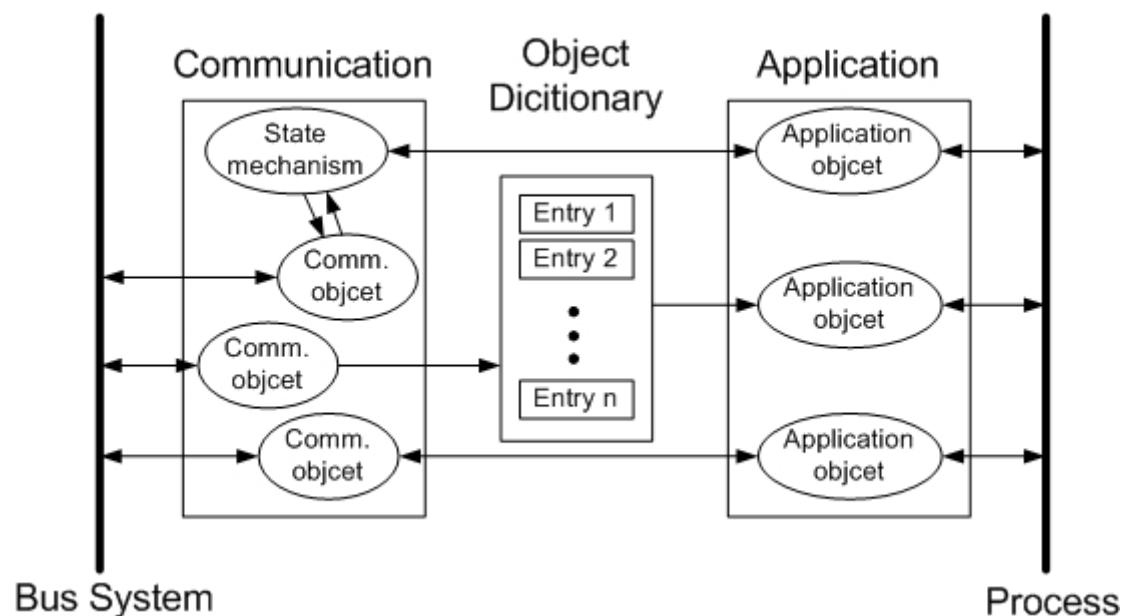 Communication
Object
Dicitionary
Application
State
mechanism
Comm.
objcet
Comm.
objcet
Comm.
objcet
Entry 1
Entry 2
Entry n
Application
objcet
Application
objcet
Application
objcet
Bus System
Process